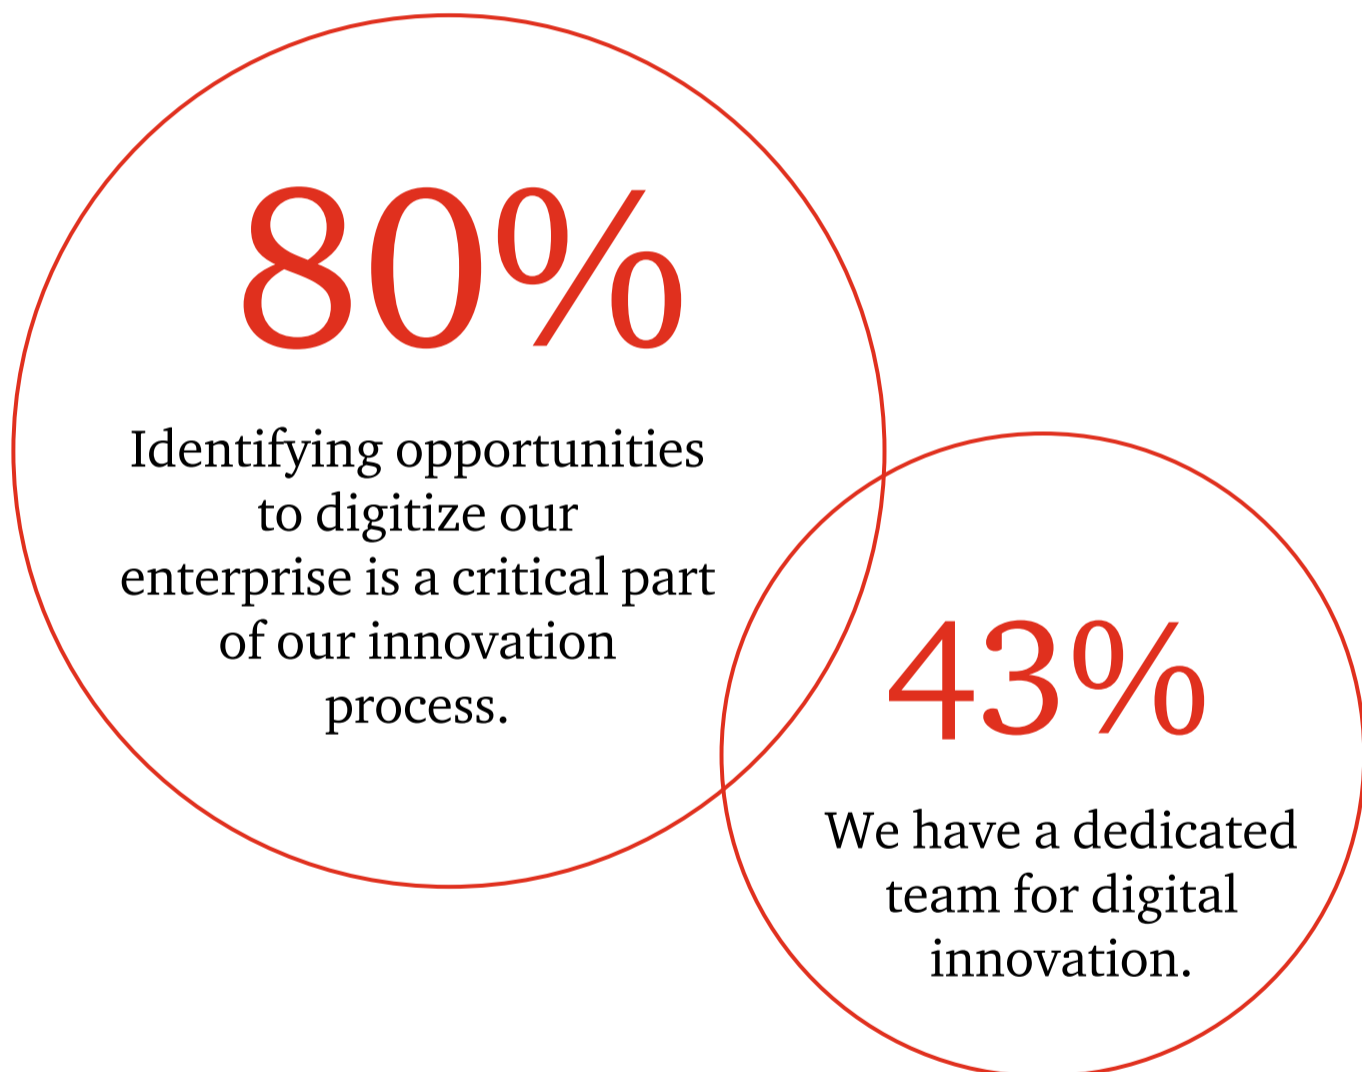 80%
Identifying opportunities
to digitize our
enterprise is a critical part
of our innovation
process.
43%
We have a dedicated
team for digital
innovation.